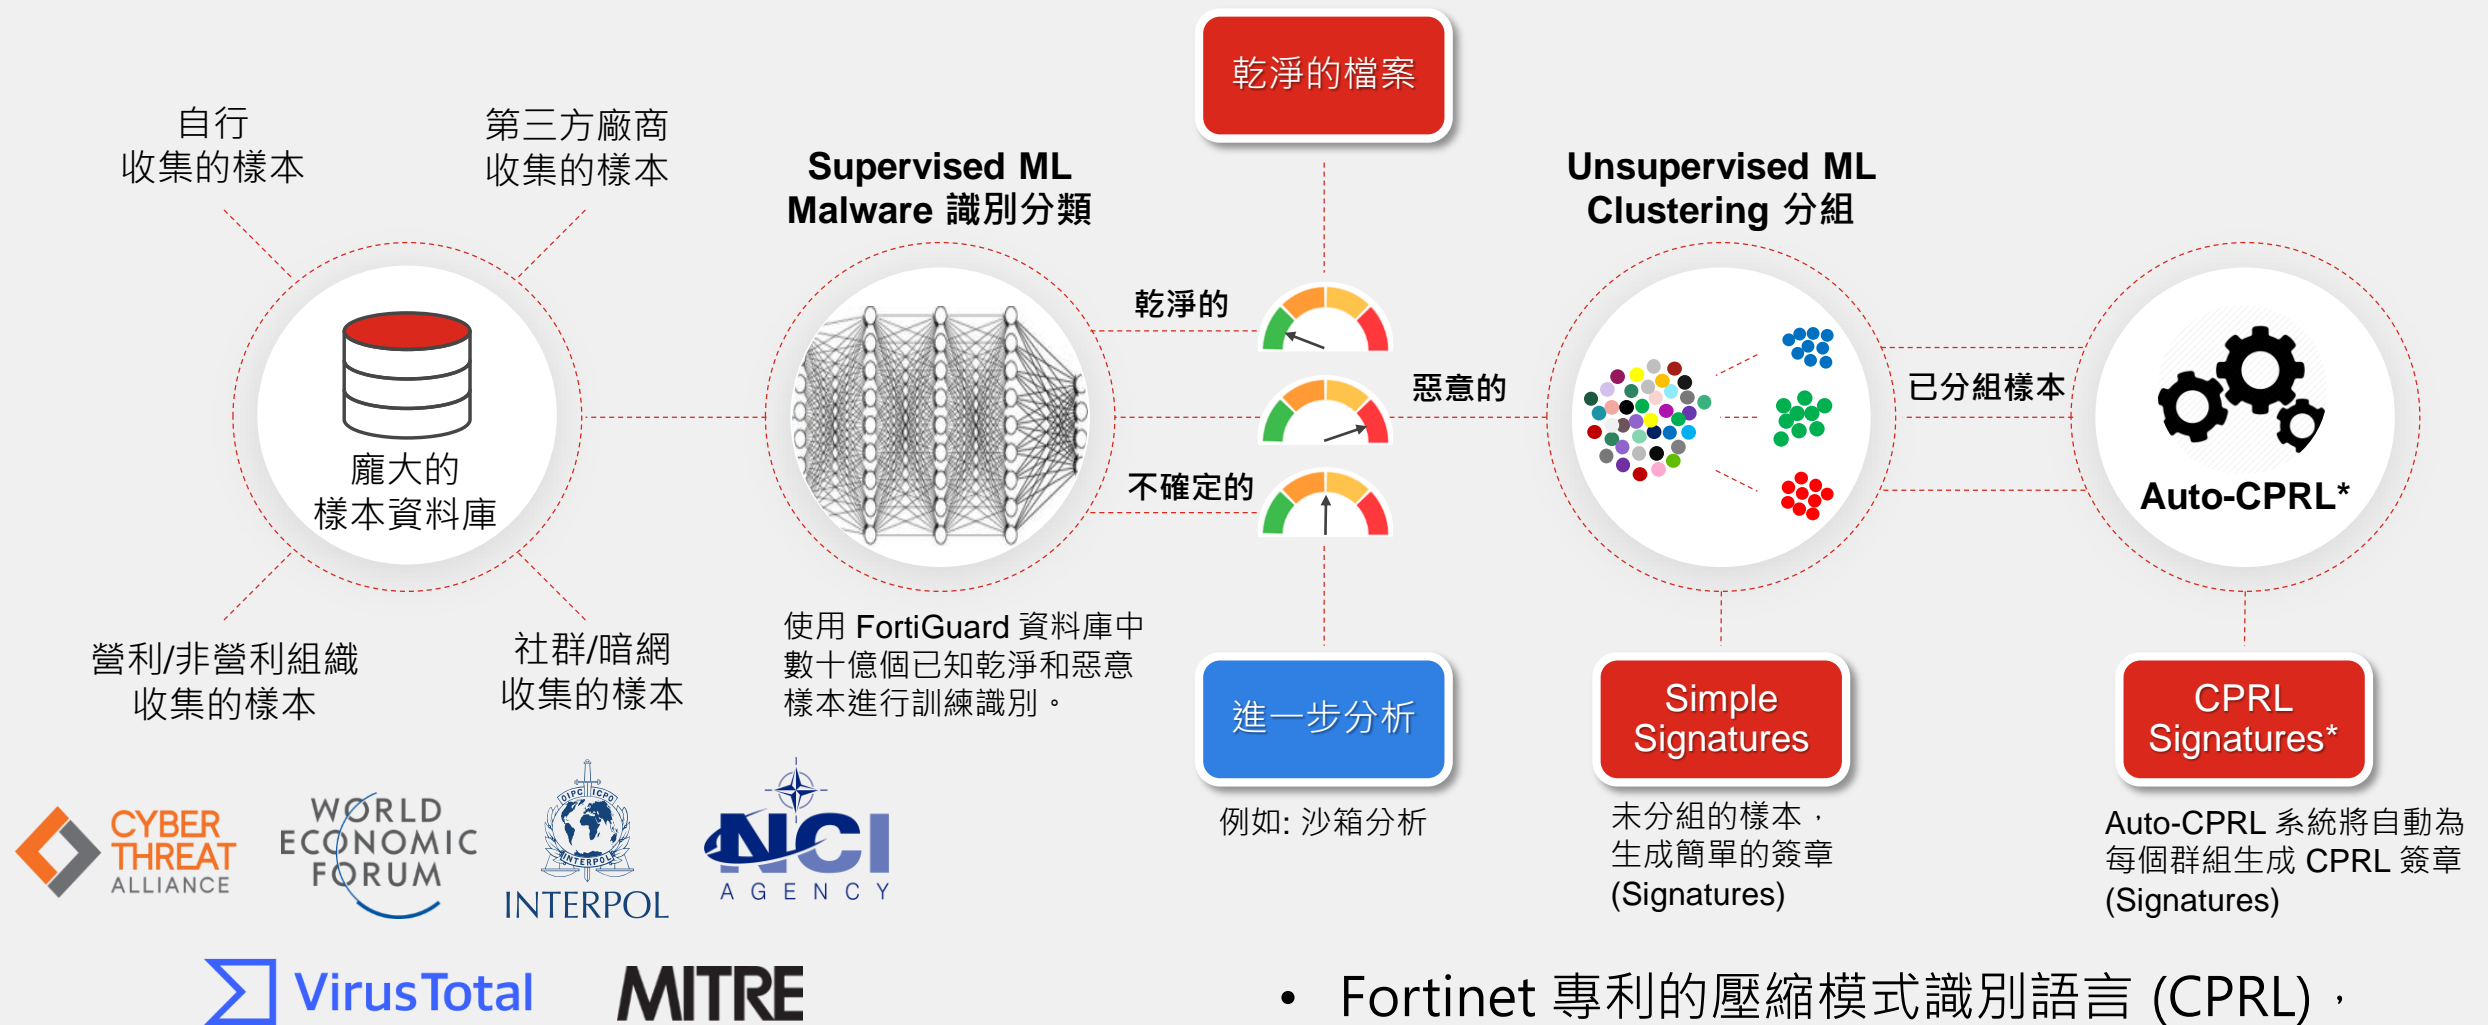 乾淨的檔案
自行
收集的樣本
第三方廠商
收集的樣本
Supervised ML
Malware 識別分類
Unsupervised ML
Clustering 分組
乾淨的
惡意的
不確定的
已分組樣本
龐大的
樣本資料庫
Auto-CPRL*
營利/非營利組織
收集的樣本
社群/暗網
收集的樣本
使用 FortiGuard 資料庫中
數十億個已知乾淨和惡意
樣本進行訓練識別。
進一步分析
例如: 沙箱分析
Simple
Signatures
未分組的樣本，
生成簡單的簽章
(Signatures)
CPRL
Signatures*
Auto-CPRL 系統將自動為
每個群組生成 CPRL 簽章
(Signatures)
CYBER
THREAT
ALLIANCE
WORLD
ECONOMIC
FORUM
OIPC ICPO
INTERPOL
INTERPOL
NCI
AGENCY
VirusTotal
MITRE
• Fortinet 專利的壓縮模式識別語言 (CPRL)，